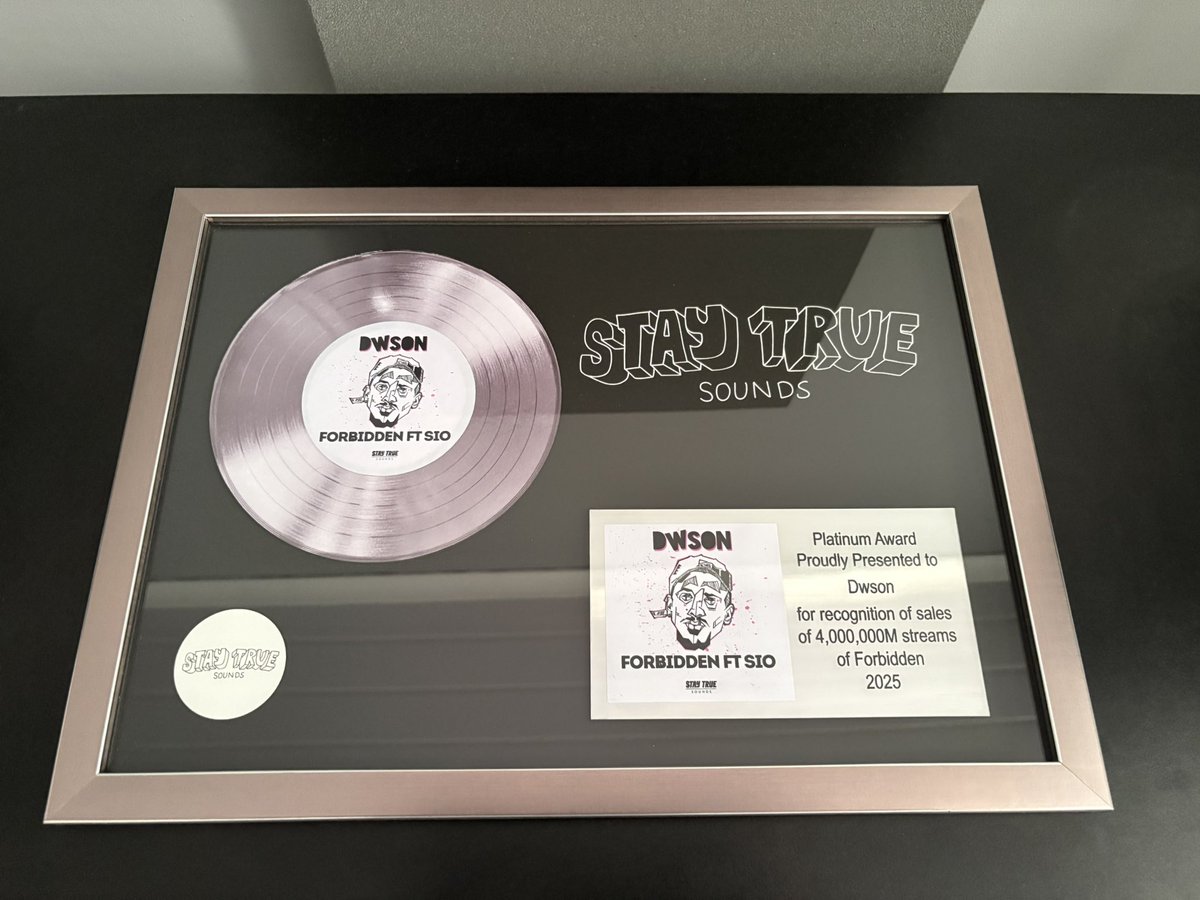 DWSON
FORBIDDEN FT SIO
STAY TRUE
SOUNDS
STAY TRUE
SOUNDS
STAY TRUE
SOUNDS
DWSON
FORBIDDEN FT SIO
STAY TRUE
SOUNDS
Platinum Award
Proudly Presented to
Dwson
for recognition of sales
of 4,000,000M streams
of Forbidden
2025